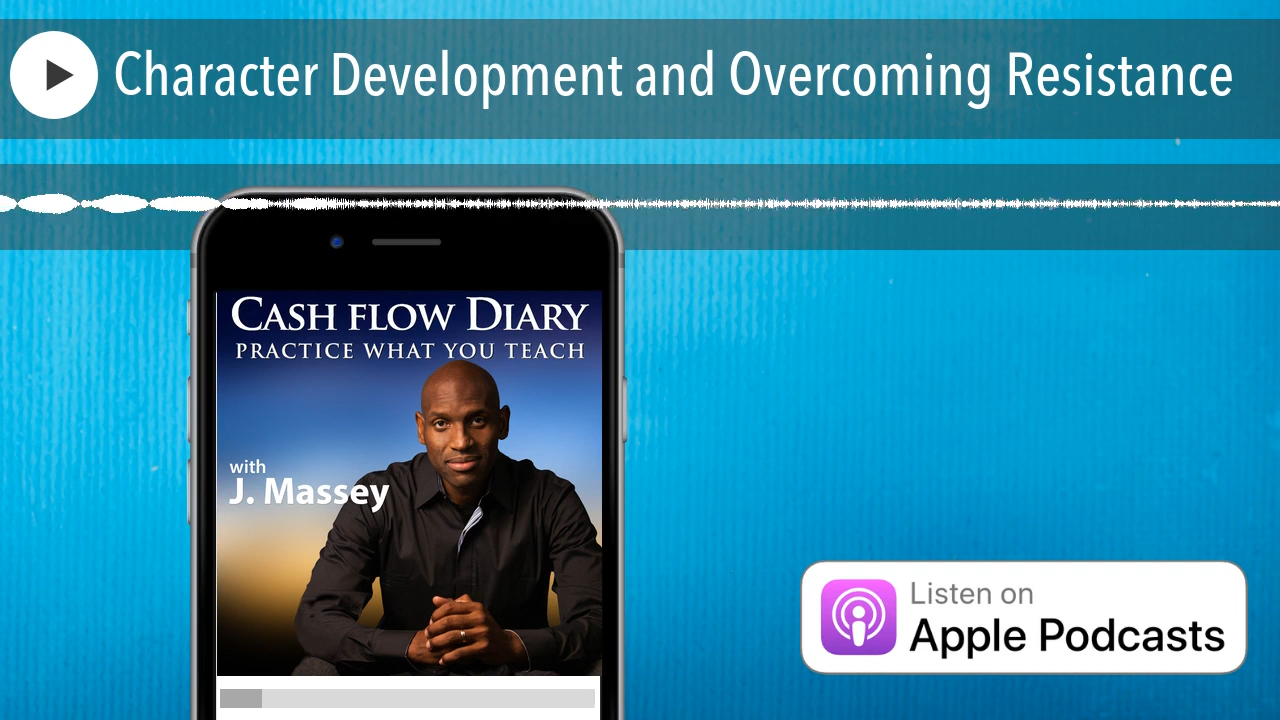 Character Development and Overcoming Resistance
CASH FLOW DIARY
PRACTICE WHAT YOU TEACH
with
J. Massey
Listen on
Apple Podcasts